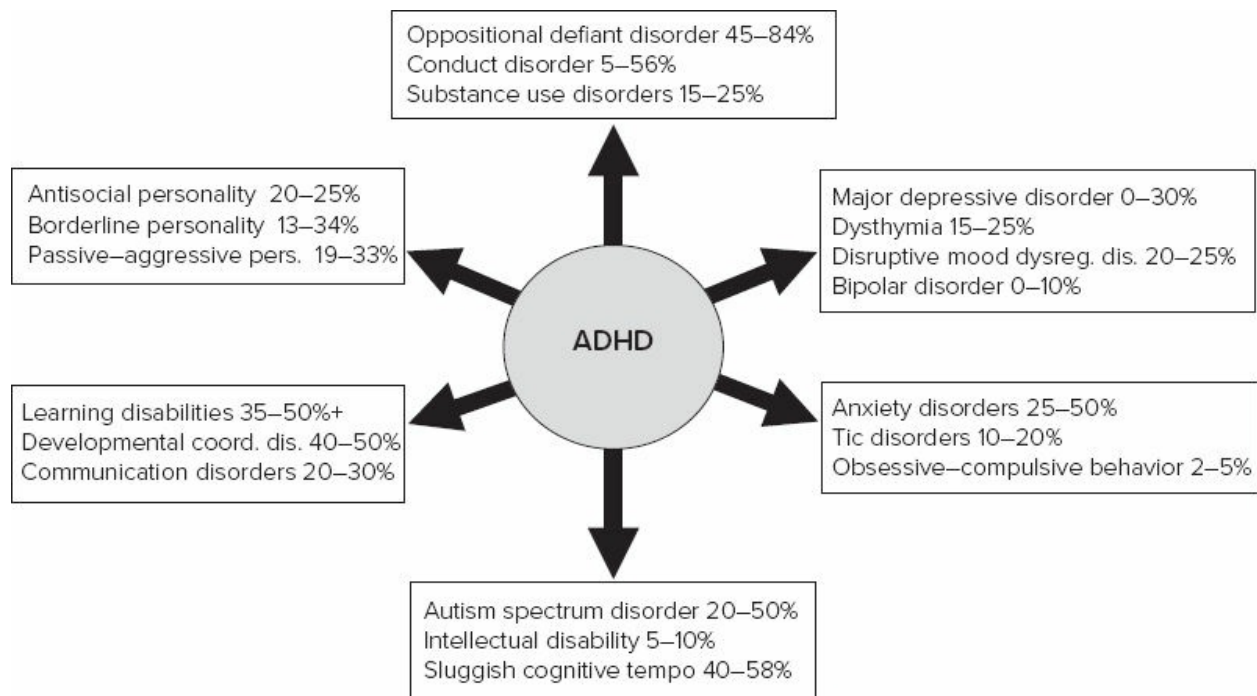 Oppositional defiant disorder 45–84%
Conduct disorder 5–56%
Substance use disorders 15–25%
Antisocial personality 20–25%
Borderline personality 13–34%
Passive–aggressive pers. 19–33%
Major depressive disorder 0–30%
Dysthymia 15–25%
Disruptive mood dysreg. dis. 20–25%
Bipolar disorder 0–10%
ADHD
Learning disabilities 35–50%+
Developmental coord. dis. 40–50%
Communication disorders 20–30%
Anxiety disorders 25–50%
Tic disorders 10–20%
Obsessive–compulsive behavior 2–5%
Autism spectrum disorder 20–50%
Intellectual disability 5–10%
Sluggish cognitive tempo 40–58%